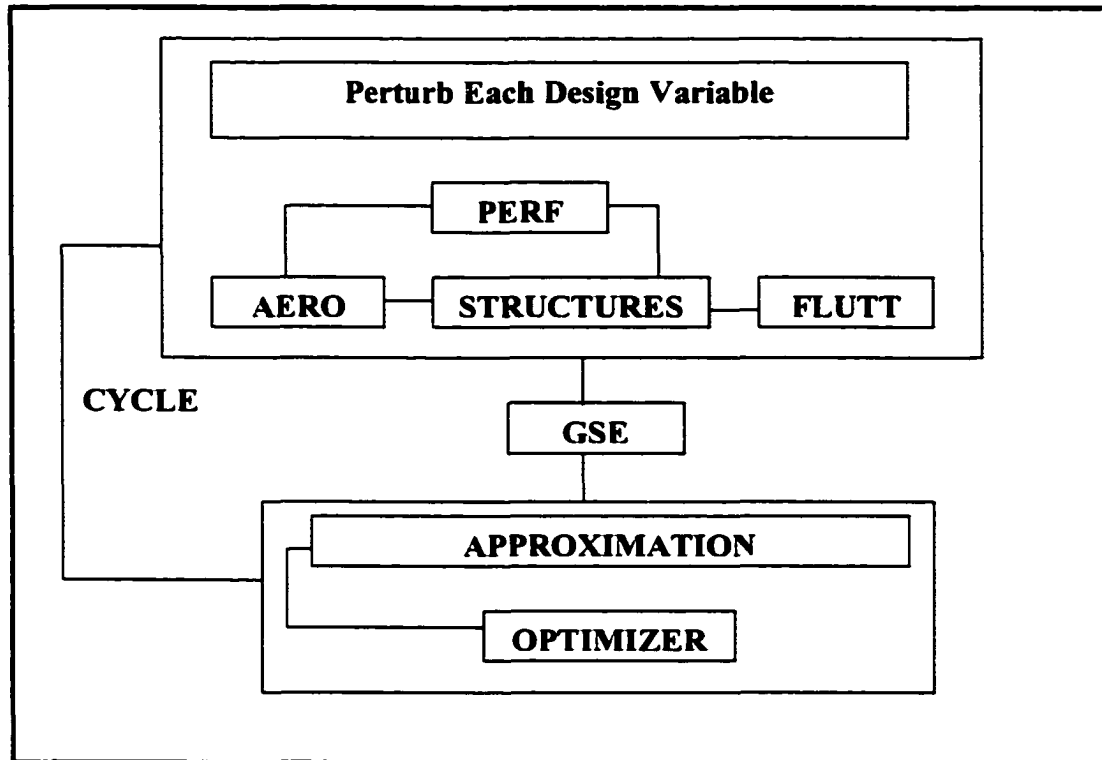 Perturb Each Design Variable
PERF
AERO
STRUCTURES
FLUTT
CYCLE
GSE
APPROXIMATION
OPTIMIZER